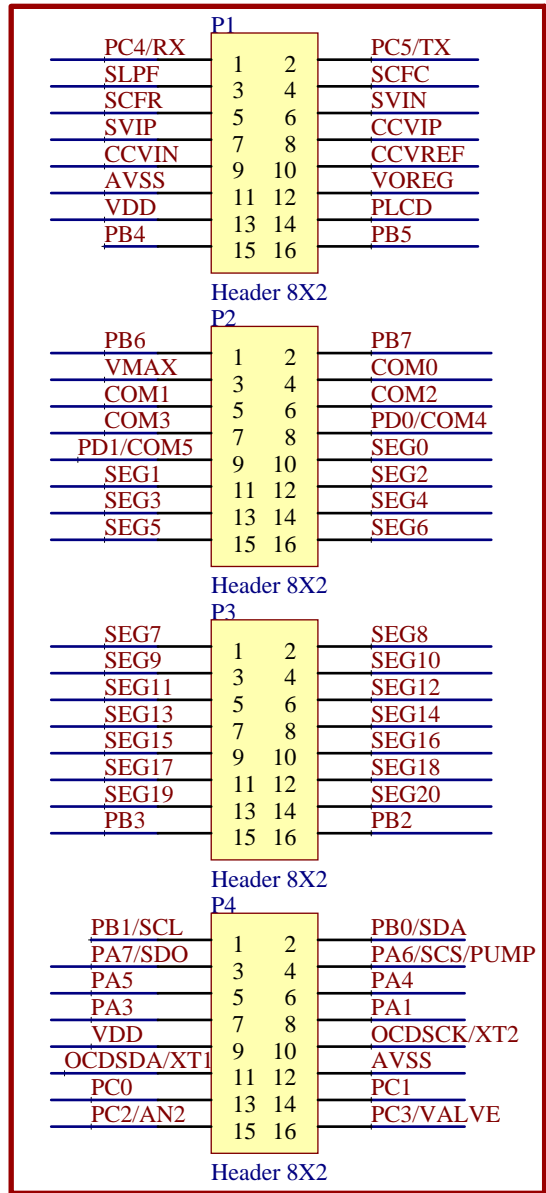 P1
PC4/RX 1 2 PC5/TX
SLPF 3 4 SCFC
SCFR 5 6 SVIN
SVIP 7 8 CCVIP
CCVIN 9 10 CCVREF
AVSS 11 12 VOREG
VDD 13 14 PLCD
PB4 15 16 PB5
Header 8X2
P2
PB6 1 2 PB7
VMAX 3 4 COM0
COM1 5 6 COM2
COM3 7 8 PD0/COM4
PD1/COM5 9 10 SEG0
SEG1 11 12 SEG2
SEG3 13 14 SEG4
SEG5 15 16 SEG6
Header 8X2
P3
SEG7 1 2 SEG8
SEG9 3 4 SEG10
SEG11 5 6 SEG12
SEG13 7 8 SEG14
SEG15 9 10 SEG16
SEG17 11 12 SEG18
SEG19 13 14 SEG20
PB3 15 16 PB2
Header 8X2
P4
PB1/SCL 1 2 PB0/SDA
PA7/SDO 3 4 PA6/SCS/PUMP
PA5 5 6 PA4
PA3 7 8 PA1
VDD 9 10 OCDSCK/XT2
OCDSDA/XT1 11 12 AVSS
PC0 13 14 PC1
PC2/AN2 15 16 PC3/VALVE
Header 8X2